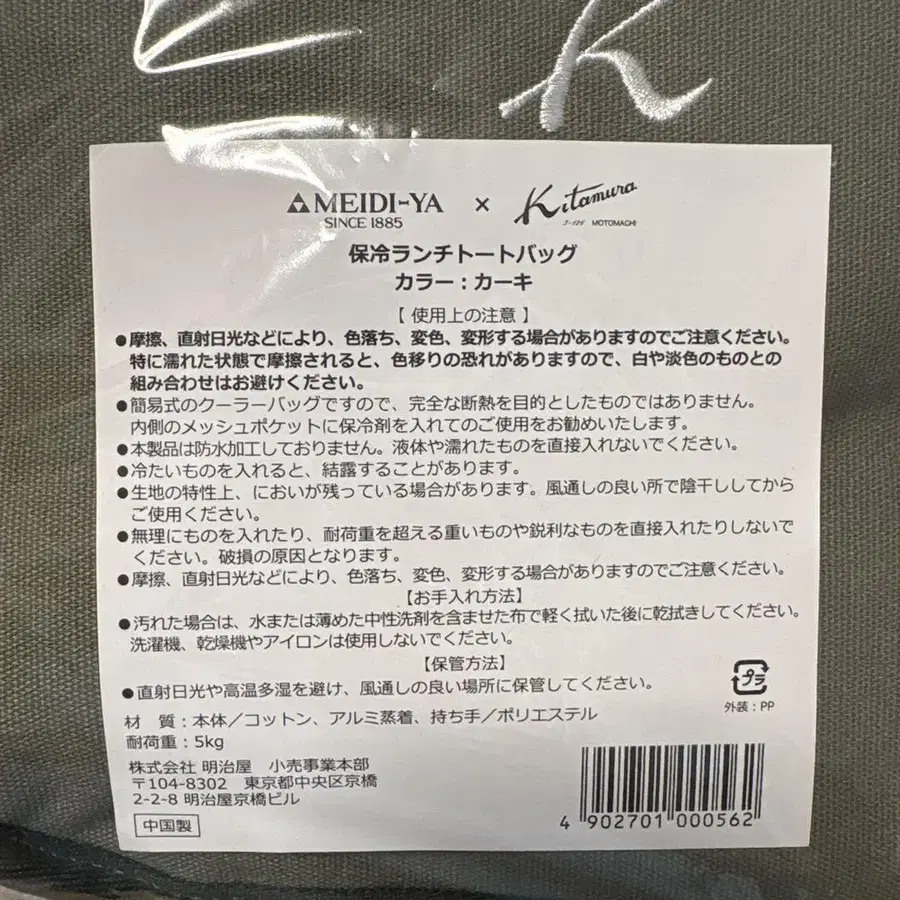 K
MEIDI-YA × Kitamura
SINCE 1885 MOTOMACHI
保冷ランチトートバッグ
カラー：カーキ
【 使用上の注意 】
●摩擦、直射日光などにより、色落ち、変色、変形する場合がありますのでご注意ください。
特に濡れた状態で摩擦されると、色移りの恐れがありますので、白や淡色のものとの
組み合わせはお避けください。
●簡易式のクーラーバッグですので、完全な断熱を目的としたものではありません。
内側のメッシュポケットに保冷剤を入れてのご使用をお勧めいたします。
●本製品は防水加工しておりません。液体や濡れたものを直接入れないでください。
●冷たいものを入れると、結露することがあります。
●生地の特性上、においが残っている場合があります。風通しの良い所で陰干ししてから
ご使用ください。
●無理にものを入れたり、耐荷重を超える重いものや鋭利なものを直接入れたりしないで
ください。破損の原因となります。
●摩擦、直射日光などにより、色落ち、変色、変形する場合がありますのでご注意ください。
【お手入れ方法】
●汚れた場合は、水または薄めた中性洗剤を含ませた布で軽く拭いた後に乾拭きしてください。
洗濯機、乾燥機やアイロンは使用しないでください。
【保管方法】
●直射日光や高温多湿を避け、風通しの良い場所に保管してください。
プラ
外装：PP
材 質：本体／コットン、アルミ蒸着、持ち手／ポリエステル
耐荷重：5kg
株式会社 明治屋 小売事業本部
〒104-8302 東京都中央区京橋
2-2-8 明治屋京橋ビル
中国製
4 902701 000562